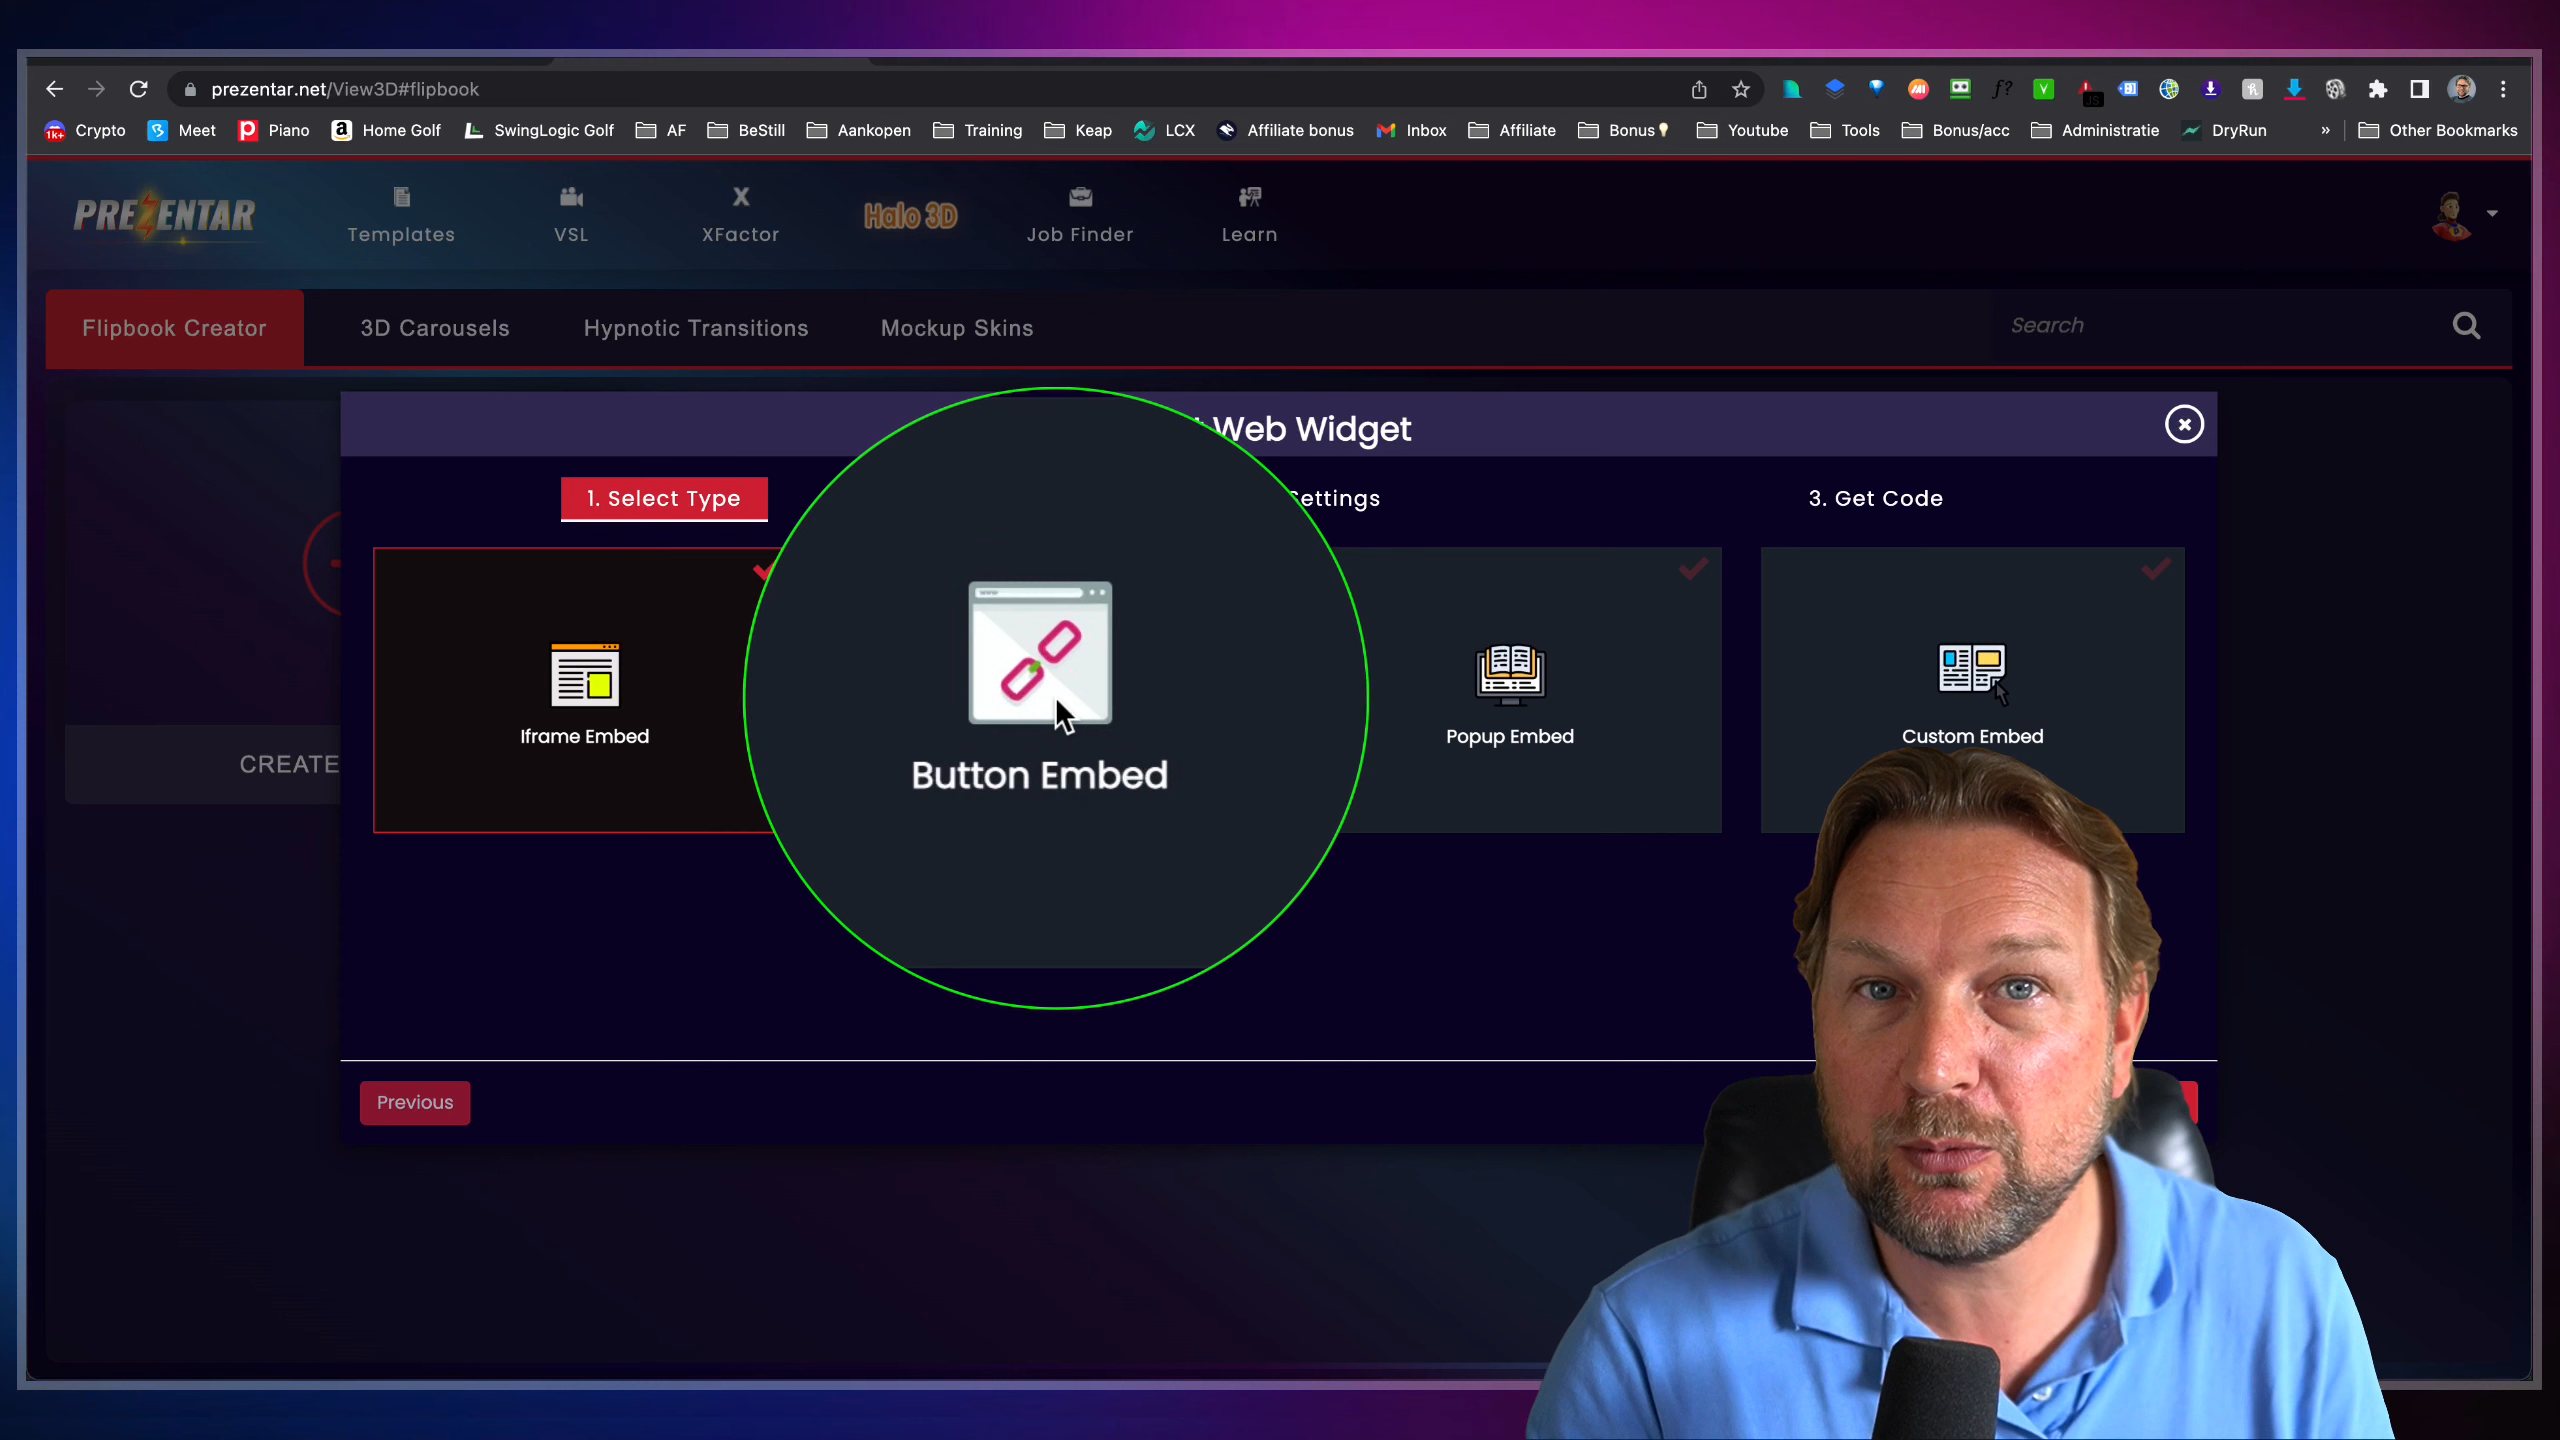 prezentar.net/View3D#flipbook
1k+ Crypto Meet Piano Home Golf SwingLogic Golf AF BeStill Aankopen Training Keap LCX Affiliate bonus Inbox Affiliate Bonus Youtube Tools Bonus/acc Administratie DryRun » Other Bookmarks
PREZENTAR
Templates
VSL
X
XFactor
Halo 3D
Job Finder
Learn
Flipbook Creator 3D Carousels Hypnotic Transitions Mockup Skins Search
Web Widget
1. Select Type Settings 3. Get Code
Iframe Embed
Button Embed
Popup Embed
Custom Embed
CREATE
Previous